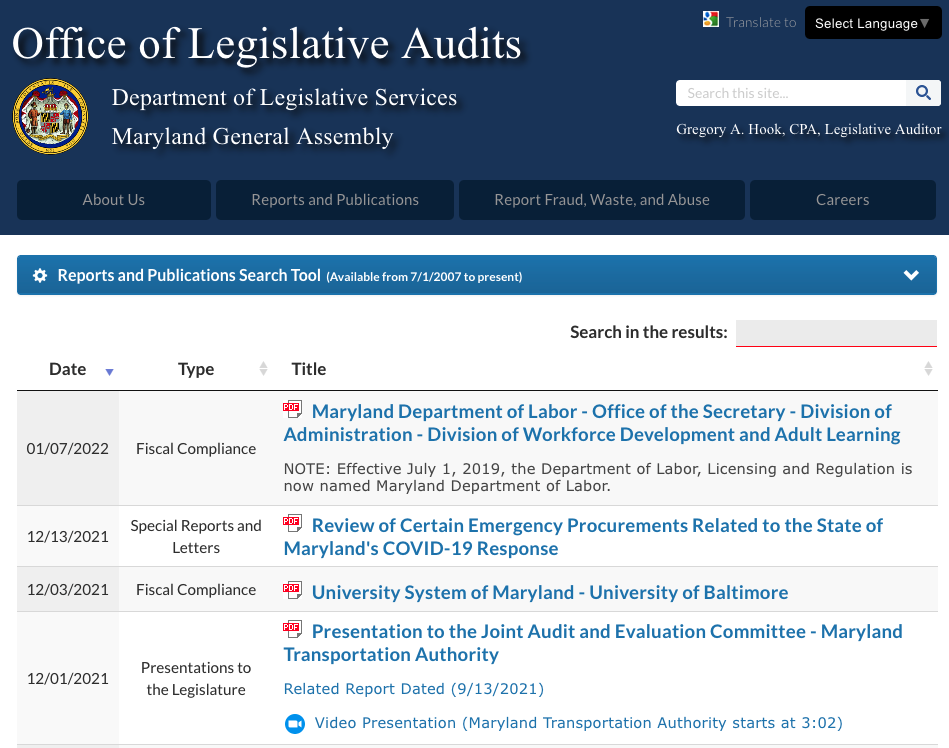 Office of Legislative Audits
Translate to
Select Language▼
Department of Legislative Services
Maryland General Assembly
Search this site...
Gregory A. Hook, CPA, Legislative Auditor
About Us
Reports and Publications
Report Fraud, Waste, and Abuse
Careers
Reports and Publications Search Tool (Available from 7/1/2007 to present)
Search in the results:
Date Type Title
01/07/2022
Fiscal Compliance
PDF Maryland Department of Labor - Office of the Secretary - Division of
Administration - Division of Workforce Development and Adult Learning
NOTE: Effective July 1, 2019, the Department of Labor, Licensing and Regulation is
now named Maryland Department of Labor.
12/13/2021
Special Reports and
Letters
PDF Review of Certain Emergency Procurements Related to the State of
Maryland's COVID-19 Response
12/03/2021
Fiscal Compliance
PDF University System of Maryland - University of Baltimore
12/01/2021
Presentations to
the Legislature
PDF Presentation to the Joint Audit and Evaluation Committee - Maryland
Transportation Authority
Related Report Dated (9/13/2021)
Video Presentation (Maryland Transportation Authority starts at 3:02)